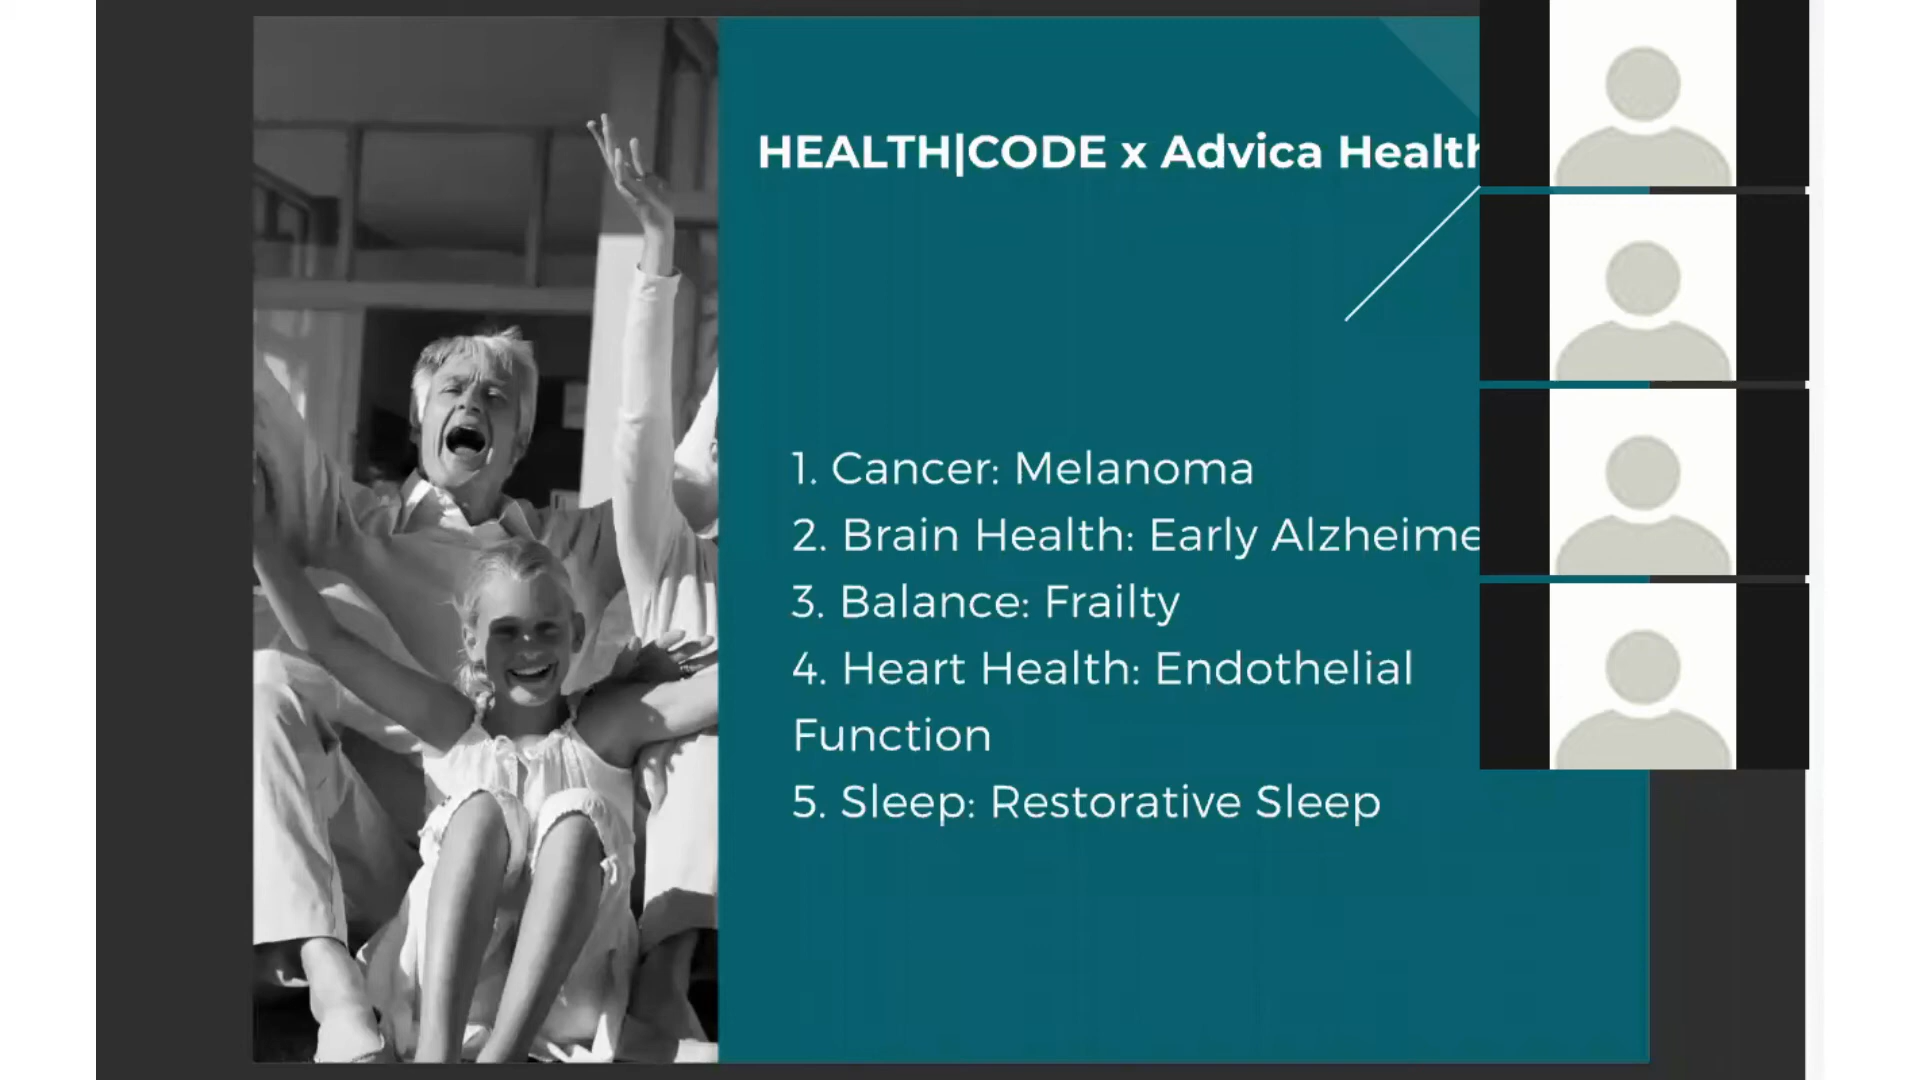 HEALTH|CODE x Advica Health
1. Cancer: Melanoma
2. Brain Health: Early Alzheime
3. Balance: Frailty
4. Heart Health: Endothelial
Function
5. Sleep: Restorative Sleep